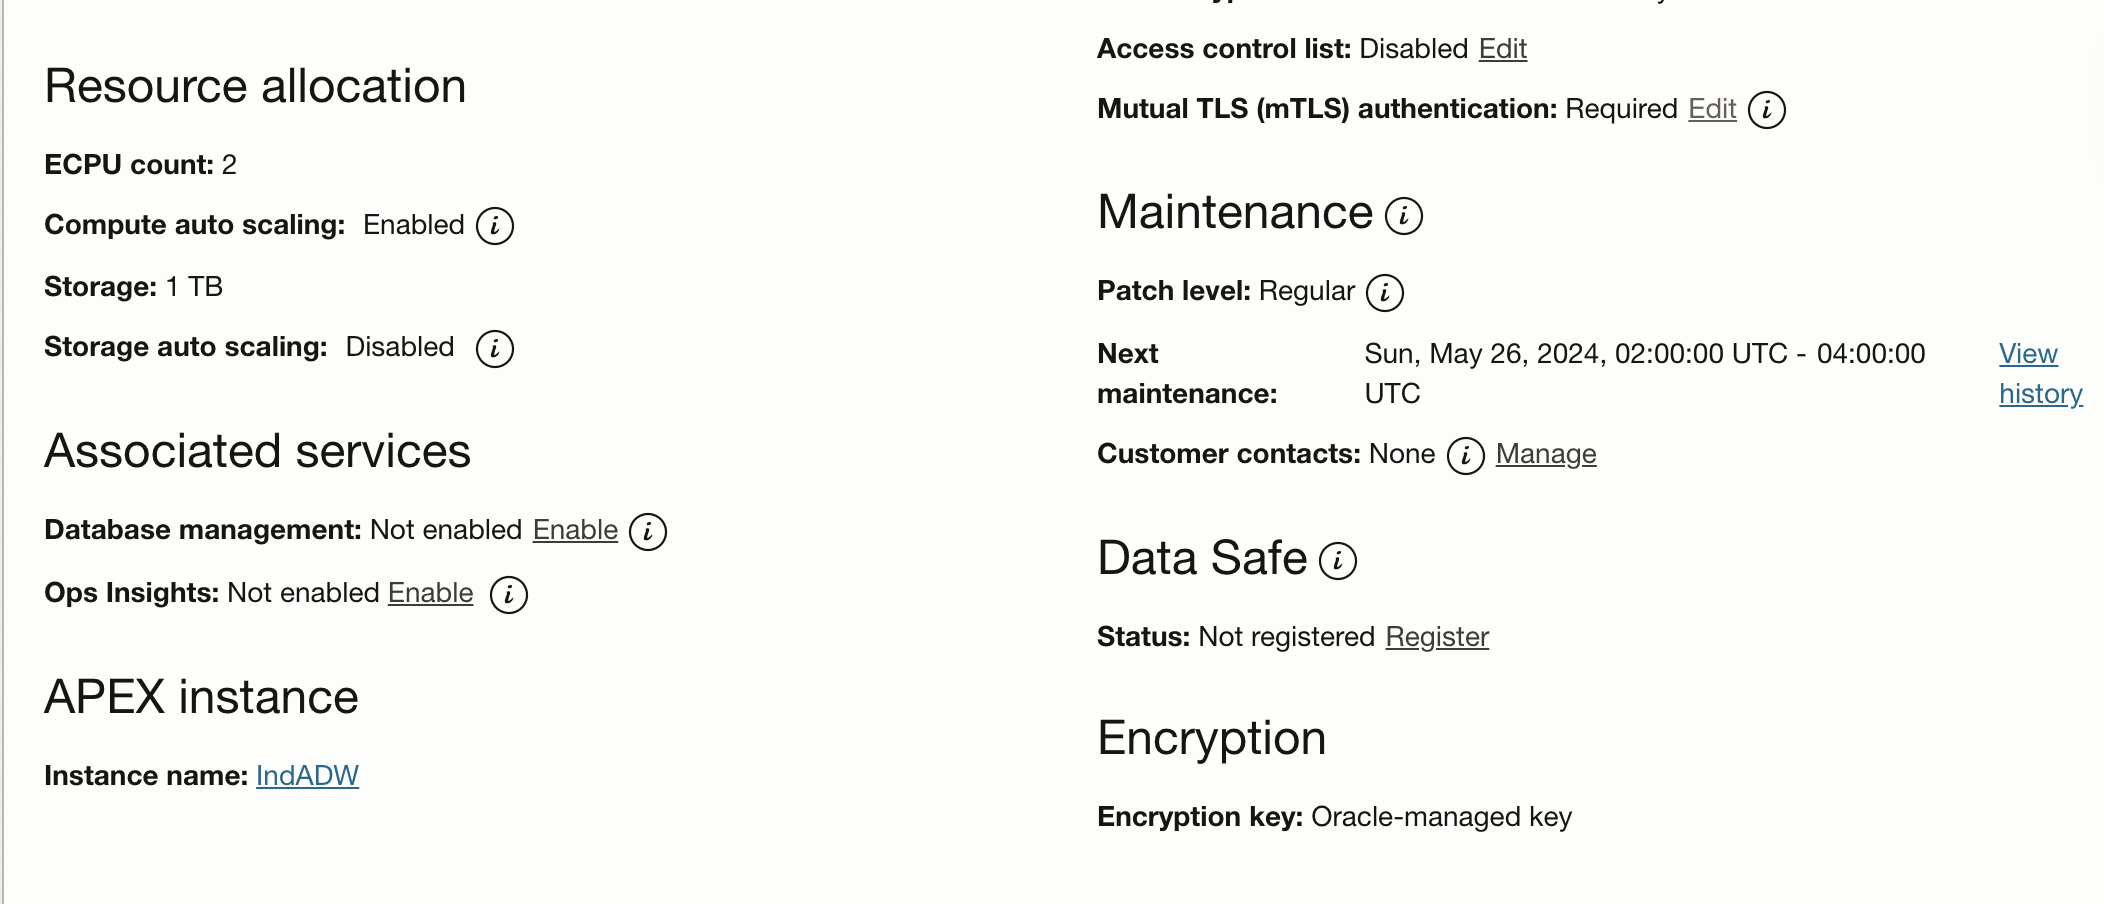 Resource allocation
ECPU count: 2
Compute auto scaling: Enabled
Storage: 1 TB
Storage auto scaling: Disabled
Associated services
Database management: Not enabled Enable
Ops Insights: Not enabled Enable
APEX instance
Instance name: IndADW
Access control list: Disabled Edit
Mutual TLS (mTLS) authentication: Required Edit
Maintenance
Patch level: Regular
Next maintenance: Sun, May 26, 2024, 02:00:00 UTC - 04:00:00 UTC View history
Customer contacts: None Manage
Data Safe
Status: Not registered Register
Encryption
Encryption key: Oracle-managed key